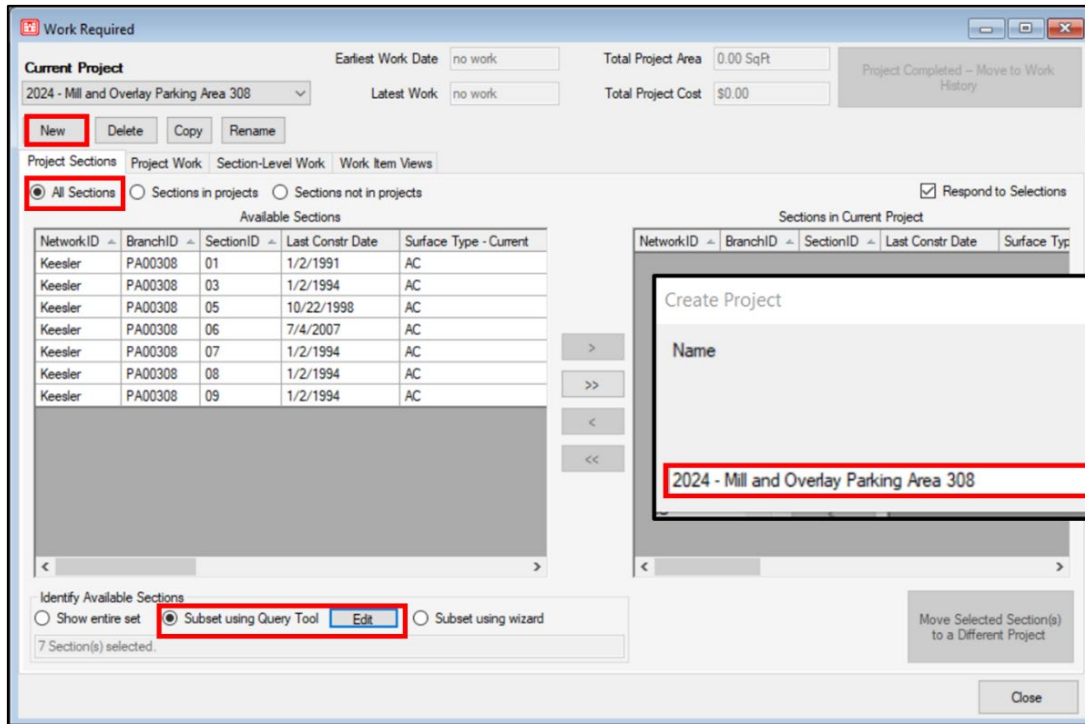 Work Required
Current Project
Earliest Work Date no work Total Project Area 0.00 SqFt Project Completed – Move to Work
History
2024 - Mill and Overlay Parking Area 308 Latest Work no work Total Project Cost $0.00
New Delete Copy Rename
Project Sections Project Work Section-Level Work Work Item Views
All Sections Sections in projects Sections not in projects Respond to Selections
Available Sections Sections in Current Project
NetworkID BranchID SectionID Last Constr Date Surface Type - Current NetworkID BranchID SectionID Last Constr Date Surface Typ
Keesler PA00308 01 1/2/1991 AC
Keesler PA00308 03 1/2/1994 AC
Keesler PA00308 05 10/22/1998 AC
Keesler PA00308 06 7/4/2007 AC
Keesler PA00308 07 1/2/1994 AC
Keesler PA00308 08 1/2/1994 AC
Keesler PA00308 09 1/2/1994 AC
>
>>
<
<<
Create Project
Name
2024 - Mill and Overlay Parking Area 308
Identify Available Sections
Show entire set Subset using Query Tool Edit Subset using wizard
7 Section(s) selected.
Move Selected Section(s)
to a Different Project
Close